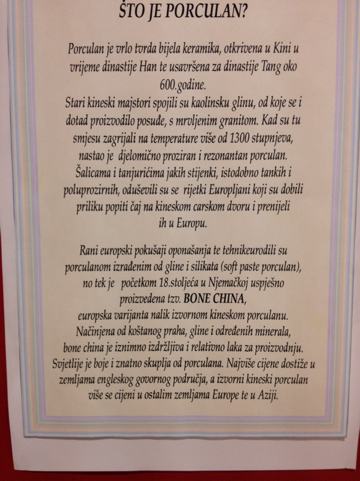 ŠTO JE PORCULAN?
Porculan je vrlo tvrda bijela keramika, otkrivena u Kini u
vrijeme dinastije Han te usavršena za dinastije Tang oko
600.godine.
Stari kineski majstori spojili su kaolinsku glinu, od koje se i
dotad proizvodilo posuđe, s mrvljenim granitom. Kad su tu
smjesu zagrijali na temperature više od 1300 stupnjeva,
nastao je djelomično proziran i rezonantan porculan.
Šalicama i tanjurićima jakih stijenki, istodobno tankih i
poluprozirnih, oduševili su se rijetki Europljani koji su dobili
priliku popiti čaj na kineskom carskom dvoru i prenijeli
ih u Europu.
Rani europski pokušaji oponašanja te tehnikeurodili su
porculanom izrađenim od gline i silikata (soft paste porculan),
no tek je početkom 18.stoljeća u Njemačkoj uspješno
proizvedena tzv. BONE CHINA,
europska varijanta nalik izvornom kineskom porculanu.
Načinjena od koštanog praha, gline i određenih minerala,
bone china je iznimno izdržljiva i relativno laka za proizvodnju.
Svjetlije je boje i znatno skuplja od porculana. Najviše cijene dostiže u
zemljama engleskog govornog područja, a izvorni kineski porculan
više se cijeni u ostalim zemljama Europe te u Aziji.